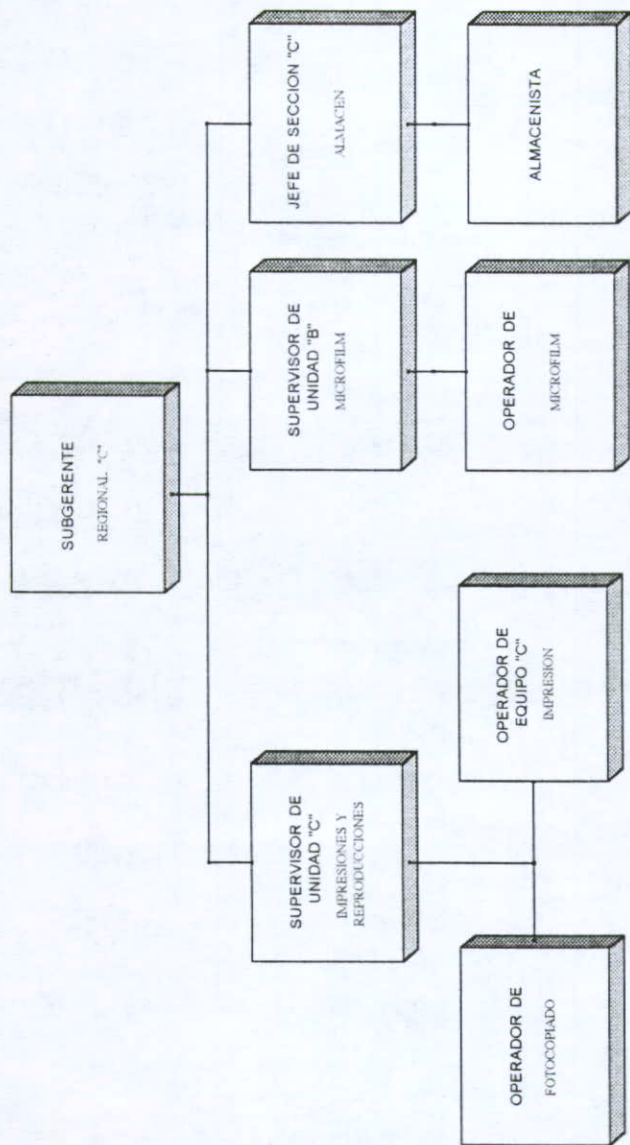 SUBGERENTE
REGIONAL "C"
SUPERVISOR DE
UNIDAD "C"
IMPRESIONES Y
REPRODUCCIONES
SUPERVISOR DE
UNIDAD "B"
MICROFILM
JEFE DE SECCION "C"
ALMACEN
OPERADOR DE
FOTOCOPIADO
OPERADOR DE
EQUIPO "C"
IMPRESION
OPERADOR DE
MICROFILM
ALMACENISTA